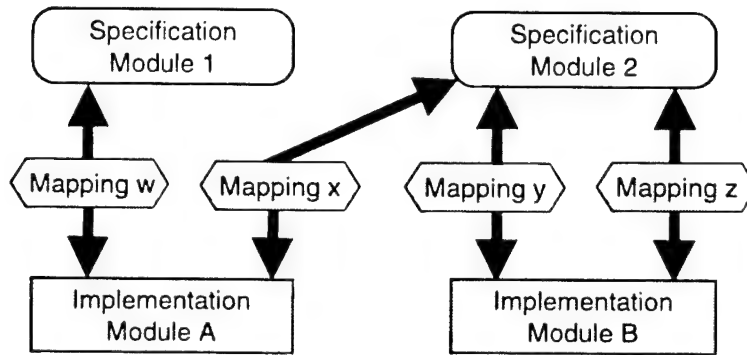 Specification
Module 1
Specification
Module 2
Mapping w
Mapping x
Mapping y
Mapping z
Implementation
Module A
Implementation
Module B